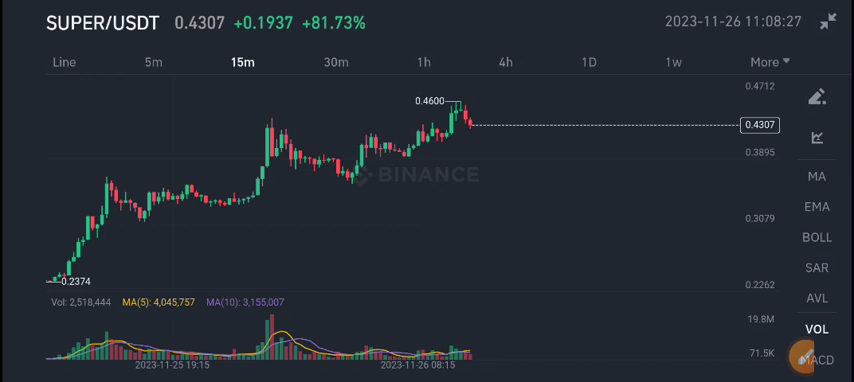 SUPER/USDT 0.4307 +0.1937 +81.73% 2023-11-26 11:08:27
Line 5m 15m 30m 1h 4h 1D 1w More
0.4712
0.4600
0.4307
0.3895
MA
BINANCE
EMA
0.3079
BOLL
SAR
0.2374
0.2262
AVL
Vol: 2,518,444 MA(5): 4,045,757 MA(10): 3,155,007
19.8M
VOL
71.5K
MACD
2023-11-25 19:15 2023-11-26 08:15